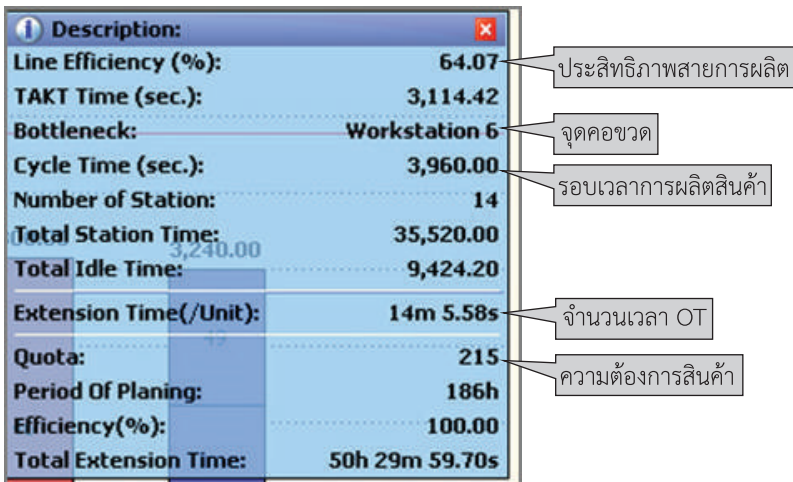 Description:
Line Efficiency (%): 64.07
ประสิทธิภาพสายการผลิต
TAKT Time (sec.): 3,114.42
Bottleneck: Workstation 6
จุดคอขวด
Cycle Time (sec.): 3,960.00
รอบเวลาการผลิตสินค้า
Number of Station: 14
Total Station Time: 35,520.00
3,240.00
Total Idle Time: 9,424.20
Extension Time(/Unit): 14m 5.58s
จำนวนเวลา OT
49
Quota: 215
ความต้องการสินค้า
Period Of Planing: 186h
Efficiency(%): 100.00
Total Extension Time: 50h 29m 59.70s